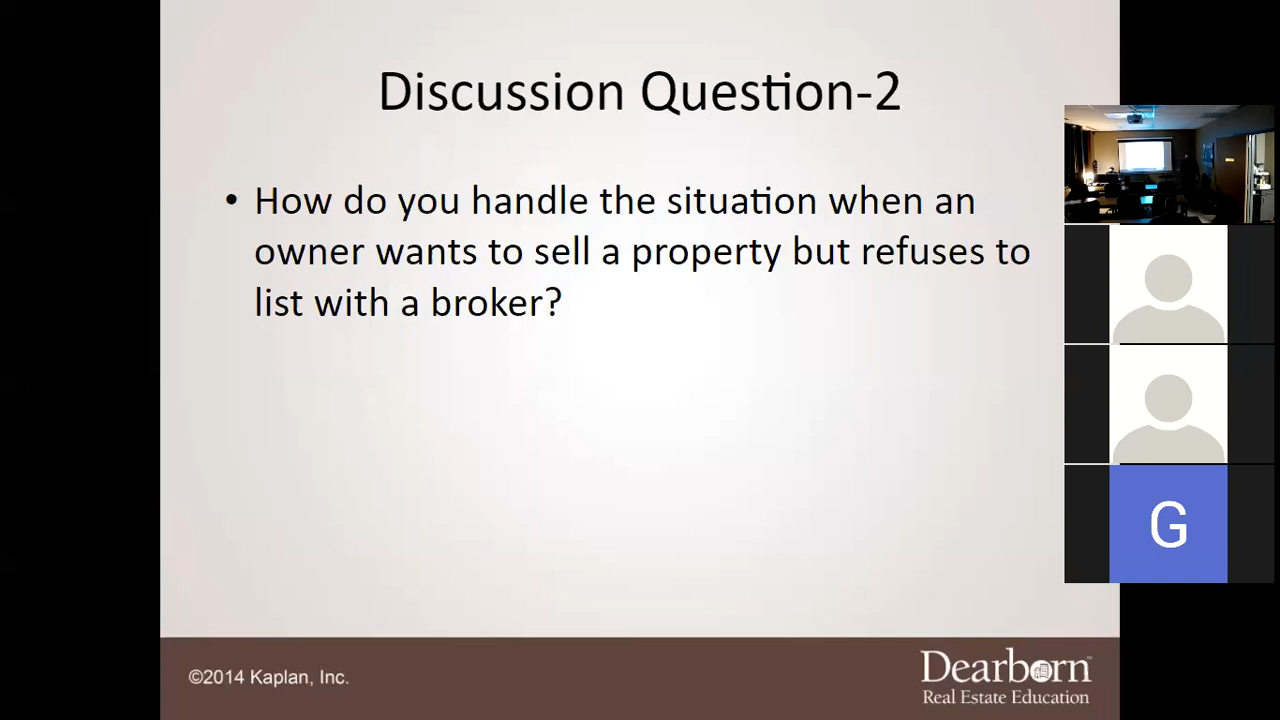 Discussion Question-2
• How do you handle the situation when an
owner wants to sell a property but refuses to
list with a broker?
G
©2014 Kaplan, Inc.
Dearborn™
Real Estate Education